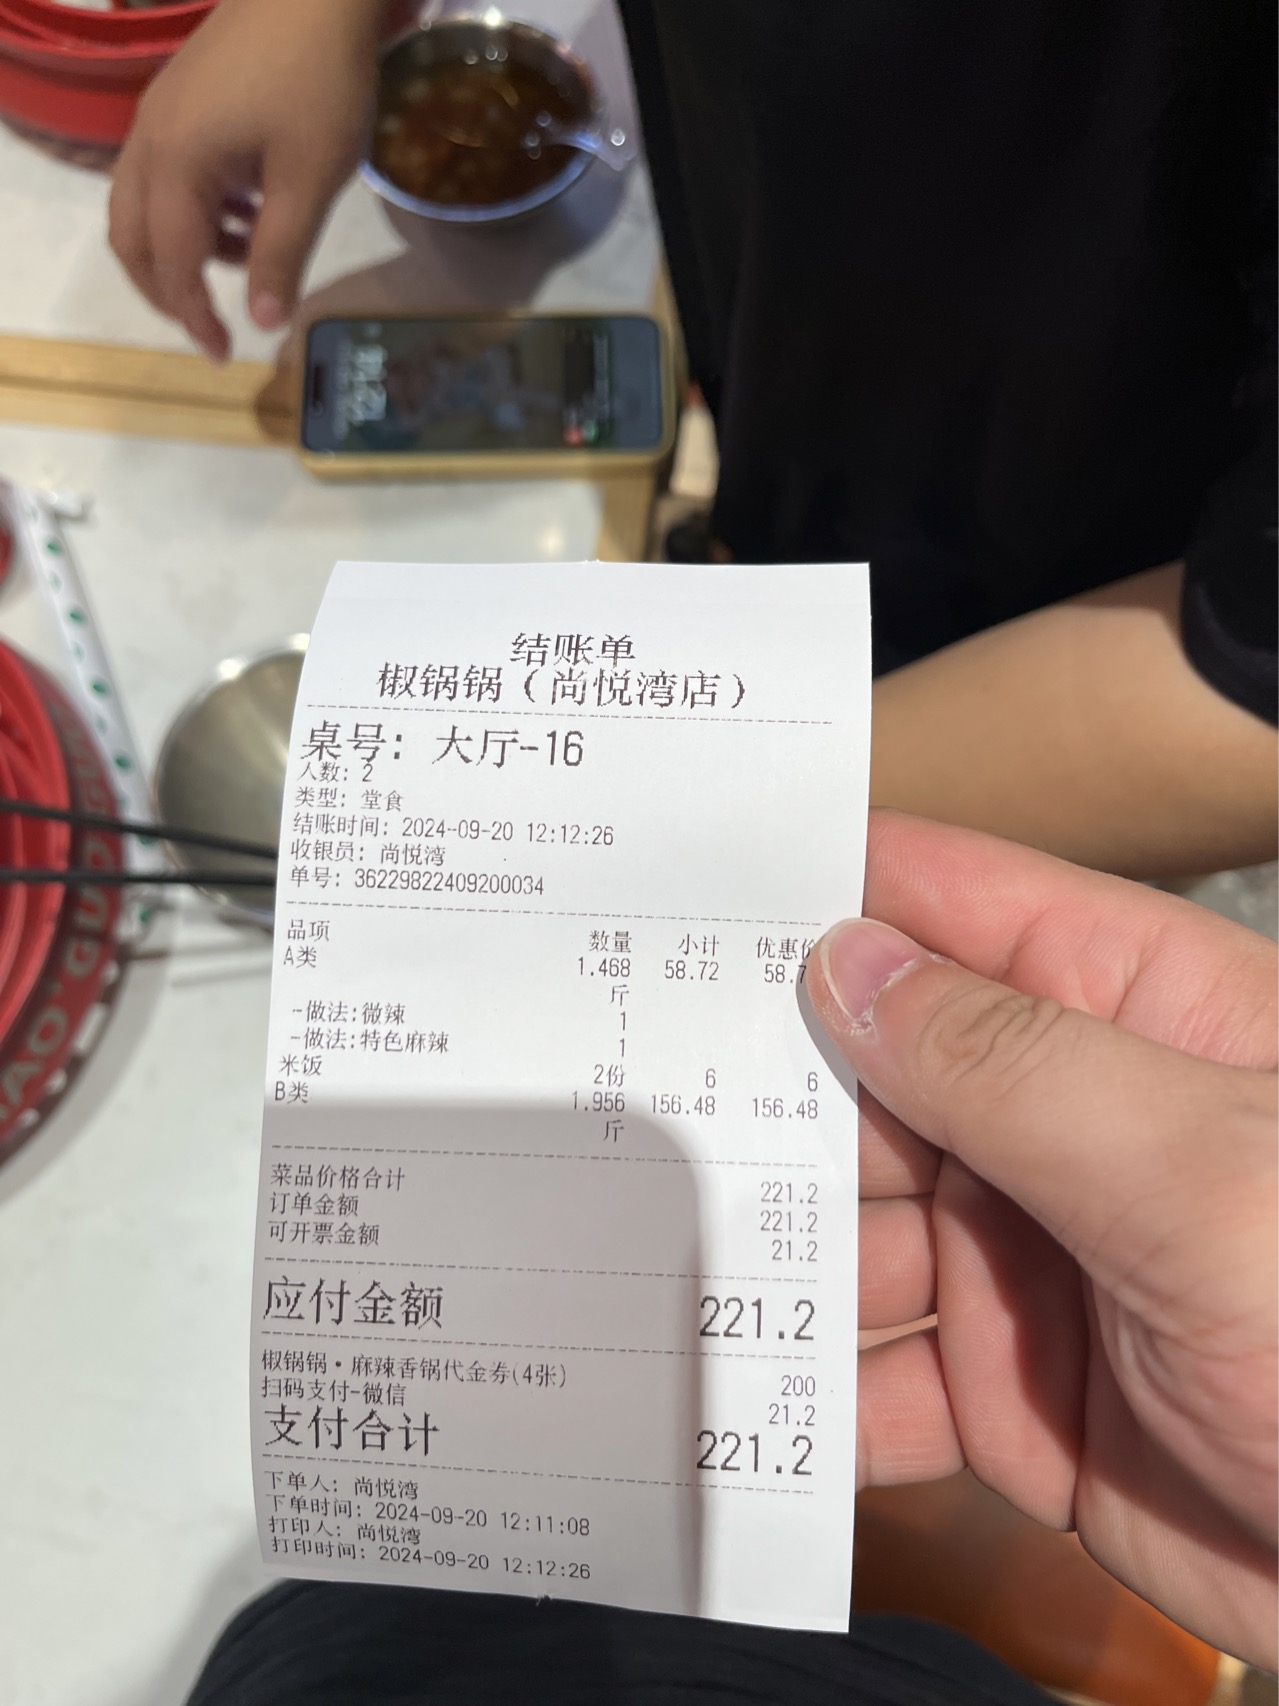 结账单
椒锅锅（尚悦湾店）
桌号: 大厅-16
人数: 2
类型: 堂食
结账时间: 2024-09-20 12:12:26
收银员: 尚悦湾
单号: 36229822409200034
品项 数量 小计 优惠
A类 1.468 58.72 58.7
斤
-做法:微辣 1
-做法:特色麻辣 1
米饭 2份 6 6
B类 1.956 156.48 156.48
斤
菜品价格合计 221.2
订单金额 221.2
可开票金额 21.2
应付金额 221.2
椒锅锅·麻辣香锅代金券(4张) 200
扫码支付-微信 21.2
支付合计 221.2
下单人: 尚悦湾
下单时间: 2024-09-20 12:11:08
打印人: 尚悦湾
打印时间: 2024-09-20 12:12:26